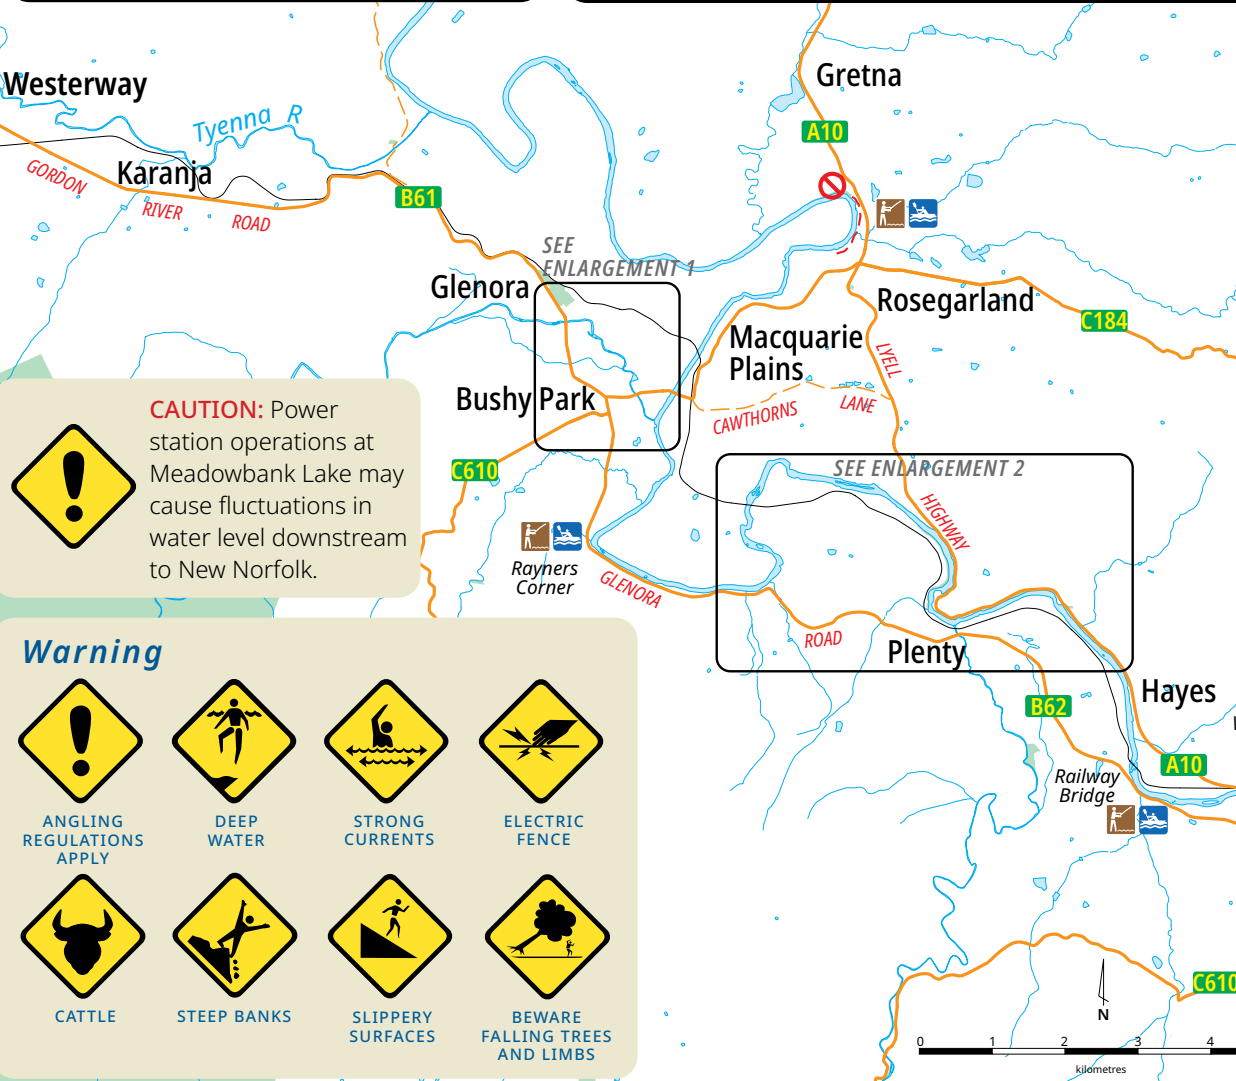 Westerway
Tyenna R
Gretna
A10
GORDON
Karanja
RIVER
ROAD
B61
SEE
ENLARGEMENT 1
Glenora
Rosegarland
C184
Macquarie
Plains
LYELL
Bushy Park
CAWTHORNS
LANE
CAUTION: Power
station operations at
Meadowbank Lake may
cause fluctuations in
water level downstream
to New Norfolk.
C610
SEE ENLARGEMENT 2
HIGHWAY
Rayners
Corner
GLENORA
ROAD
Plenty
Hayes
B62
A10
Railway
Bridge
Warning
ANGLING
REGULATIONS
APPLY
DEEP
WATER
STRONG
CURRENTS
ELECTRIC
FENCE
CATTLE
STEEP BANKS
SLIPPERY
SURFACES
BEWARE
FALLING TREES
AND LIMBS
C610
N
0 1 2 3 4
kilometres